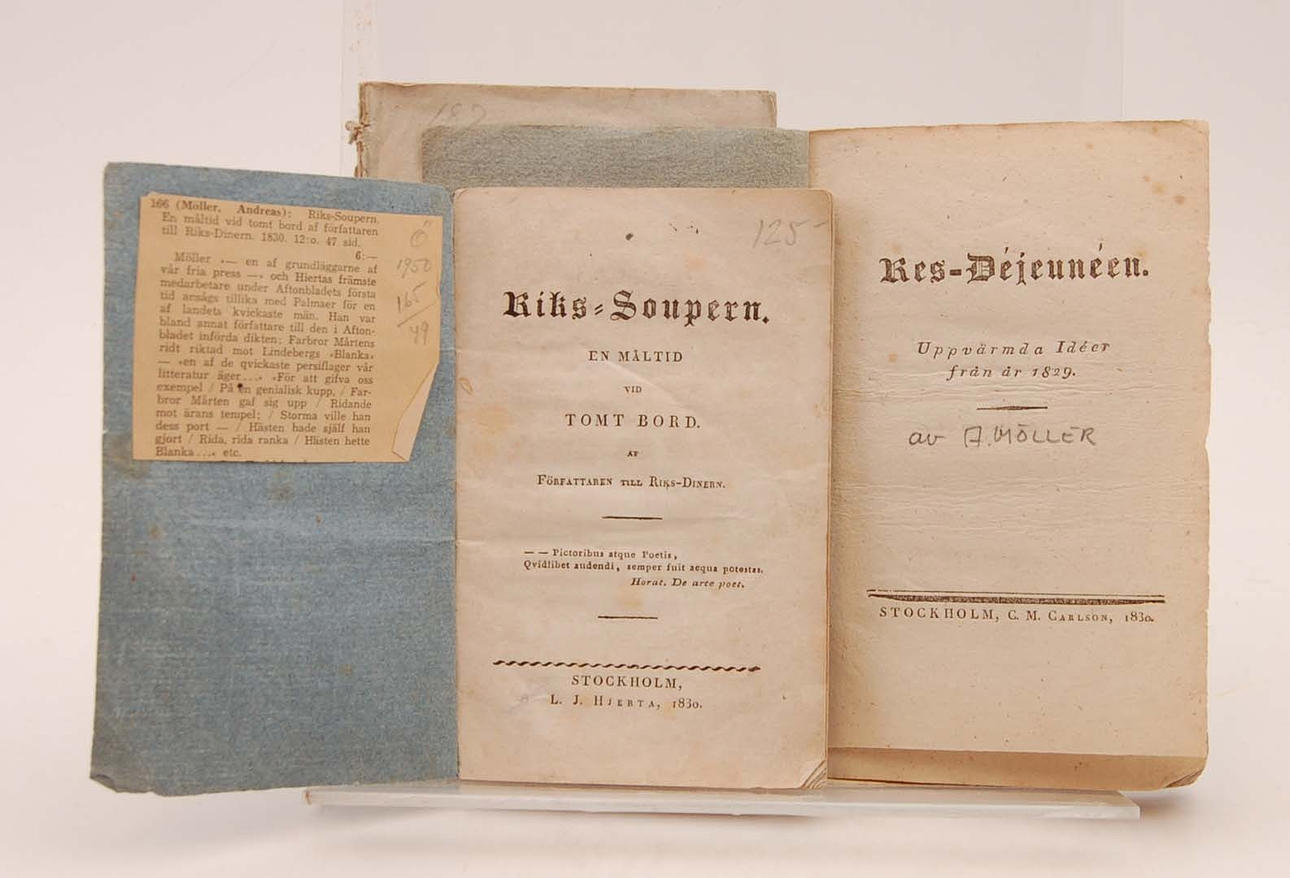 187
166 (Möller, Andreas): Riks-Soupern.
En måltid vid tomt bord af författaren
till Riks-Dinern. 1830. 12:o. 47 sid.
6:—
Möller »— en af grundläggarne af
vår fria press —» och Hiertas främste
medarbetare under Aftonbladets första
tid ansågs tillika med Palmaer för en
af landets kvickaste män. Han var
bland annat författare till den i Afton-
bladet införda dikten: Farbror Mårtens
ridt riktad mot Lindebergs »Blanka»
— »en af de qvickaste persiflager vår
litteratur äger...» »För att gifva oss
exempel / På en genialisk kupp, / Far-
bror Mårten gaf sig upp / Ridande
mot ärans tempel; / Storma ville han
dess port — / Hästen hade själf han
gjort / Rida, rida ranka / Hästen hette
Blanka...» etc.
Ö
1950
165
49
125-
Riks-Soupern.
EN MÅLTID
VID
TOMT BORD.
AF
FÖRFATTAREN TILL RIKS-DINERN.
— — Pictoribus atque Poetis,
Qvidlibet audendi, semper fuit aequa potestas.
Horat. De arte poet.
STOCKHOLM,
L. J. HJERTA, 1830.
Res-Déjeunéen.
Uppvärmda Idéer
från år 1829.
av A. MÖLLER
STOCKHOLM, C. M. CARLSON, 1830.